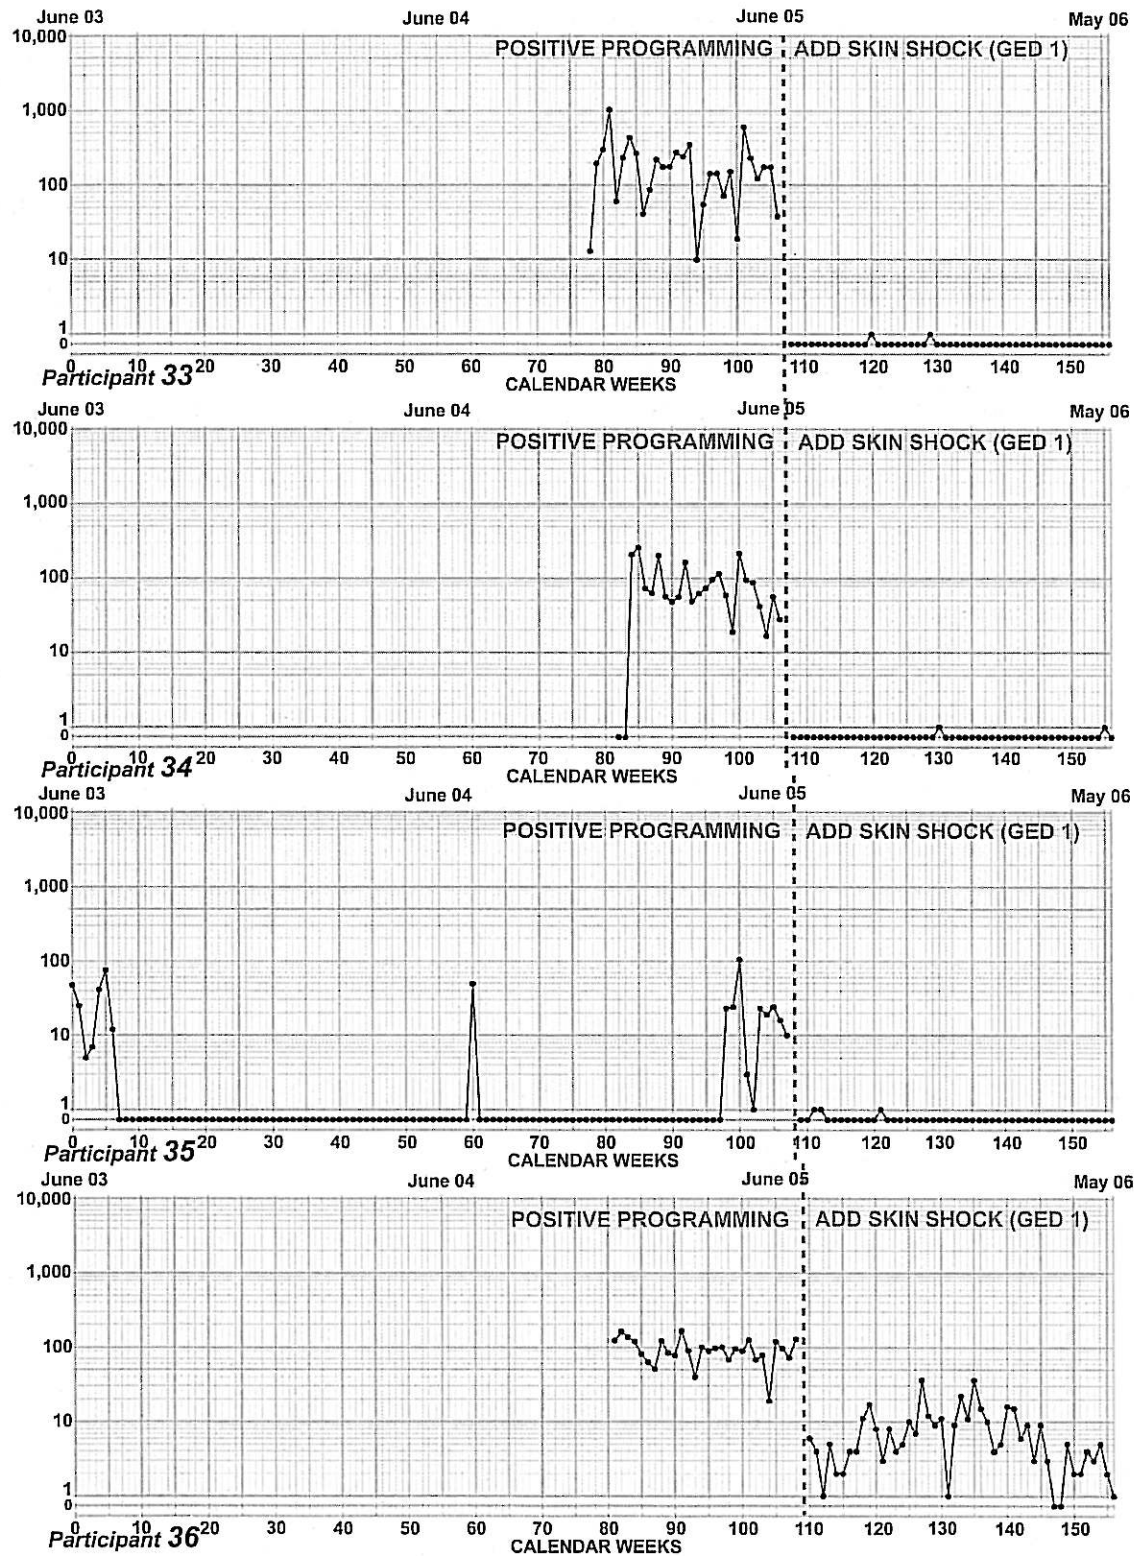 June 03 June 04 June 05 May 06
10,000 POSITIVE PROGRAMMING ADD SKIN SHOCK (GED 1)
1,000
100
10
1
0
0 10 20 30 40 50 60 70 80 90 100 110 120 130 140 150
Participant 33 CALENDAR WEEKS
June 03 June 04 June 05 May 06
10,000 POSITIVE PROGRAMMING ADD SKIN SHOCK (GED 1)
1,000
100
10
1
0
0 10 20 30 40 50 60 70 80 90 100 110 120 130 140 150
Participant 34 CALENDAR WEEKS
June 03 June 04 June 05 May 06
10,000 POSITIVE PROGRAMMING ADD SKIN SHOCK (GED 1)
1,000
100
10
1
0
0 10 20 30 40 50 60 70 80 90 100 110 120 130 140 150
Participant 35 CALENDAR WEEKS
June 03 June 04 June 05 May 06
10,000 POSITIVE PROGRAMMING ADD SKIN SHOCK (GED 1)
1,000
100
10
1
0
0 10 20 30 40 50 60 70 80 90 100 110 120 130 140 150
Participant 36 CALENDAR WEEKS